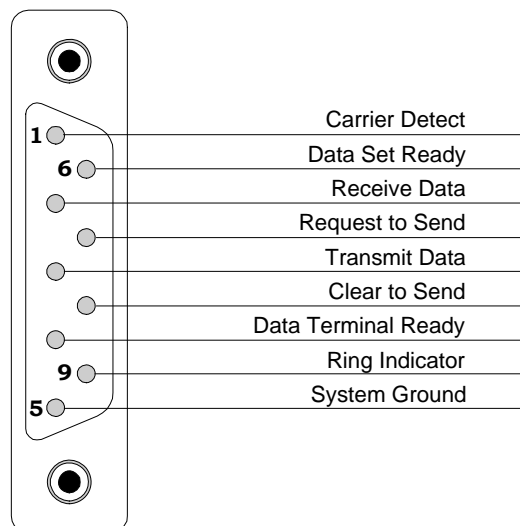 1 Carrier Detect
6 Data Set Ready
Receive Data
Request to Send
Transmit Data
Clear to Send
Data Terminal Ready
9 Ring Indicator
5 System Ground